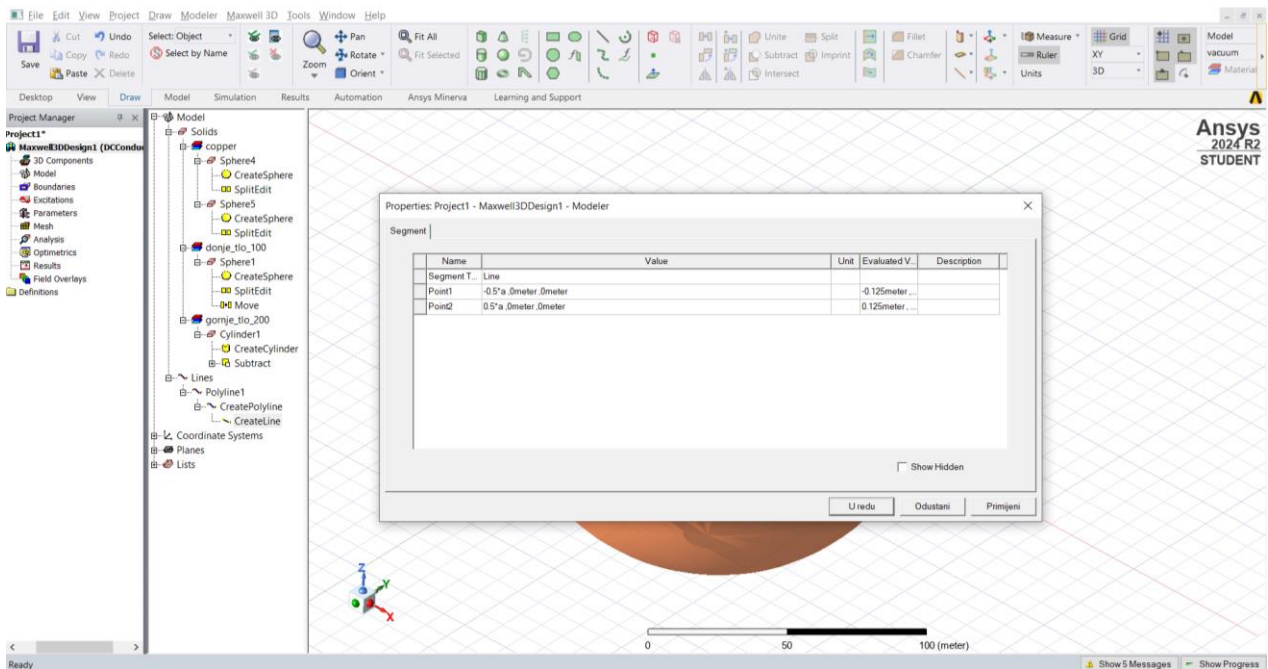 File Edit View Project Draw Modeler Maxwell 3D Tools Window Help
Save
Cut
Copy
Paste
Undo
Redo
Delete
Select: Object
Select by Name
Zoom
Pan
Rotate
Orient
Fit All
Fit Selected
Unite
Subtract
Intersect
Split
Imprint
Fillet
Chamfer
Measure
Ruler
Units
Grid
XY
3D
Model
vacuum
Material
Desktop View Draw Model Simulation Results Automation Ansys Minerva Learning and Support
Project Manager
Project1*
Maxwell3DDesign1 (DCCondu
3D Components
Model
Boundaries
Excitations
Parameters
Mesh
Analysis
Optimetrics
Results
Field Overlays
Definitions
Model
Solids
copper
Sphere4
CreateSphere
SplitEdit
Sphere5
CreateSphere
SplitEdit
donje_tlo_100
Sphere1
CreateSphere
SplitEdit
Move
gornje_tlo_200
Cylinder1
CreateCylinder
Subtract
Lines
Polyline1
CreatePolyline
CreateLine
Coordinate Systems
Planes
Lists
Ansys
2024 R2
STUDENT
Properties: Project1 - Maxwell3DDesign1 - Modeler
Segment
Name Value Unit Evaluated V... Description
Segment T... Line
Point1 -0.5*a ,0meter ,0meter -0.125meter ,...
Point2 0.5*a ,0meter ,0meter 0.125meter , ...
Show Hidden
U redu Odustani Primijeni
Z
Y
X
0 50 100 (meter)
Ready
Show 5 Messages Show Progress